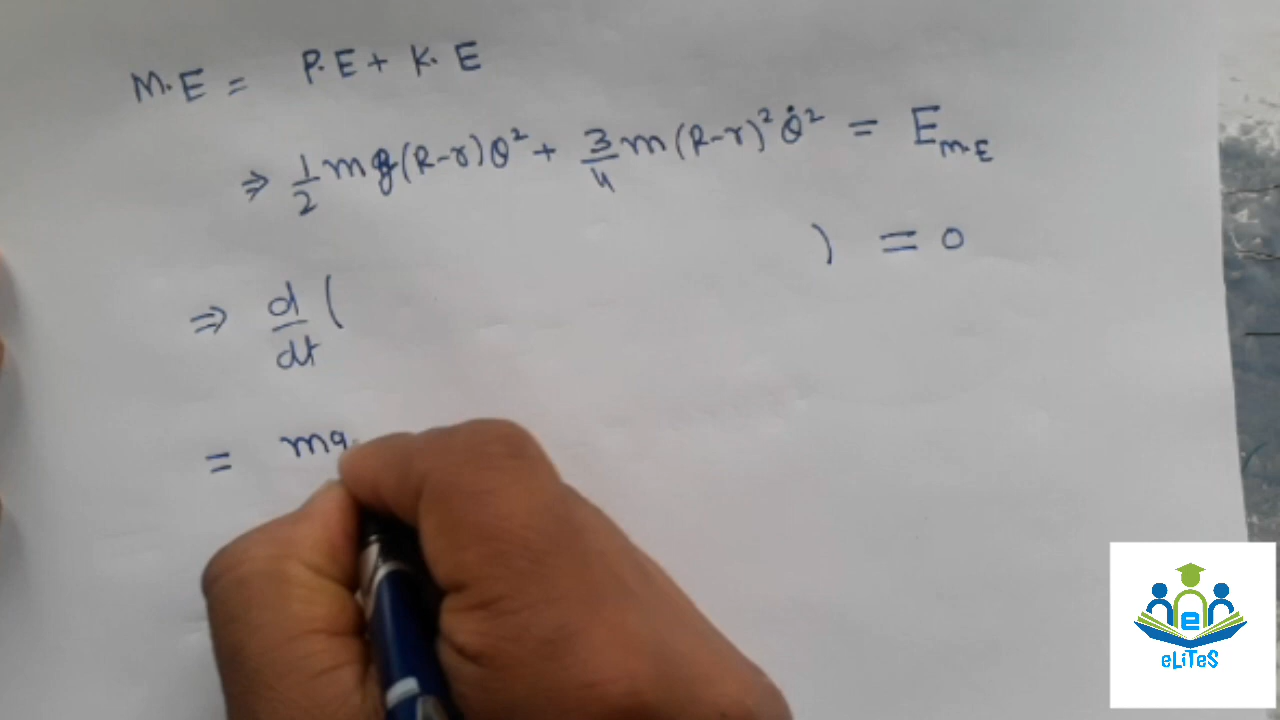 M.E = P.E + K.E
⇒ 1/2 mg(R-r)θ² + 3/4 m(R-r)²θ̇² = E_M.E
⇒ d/dt ( ) = 0
= mg
e
eLiTeS